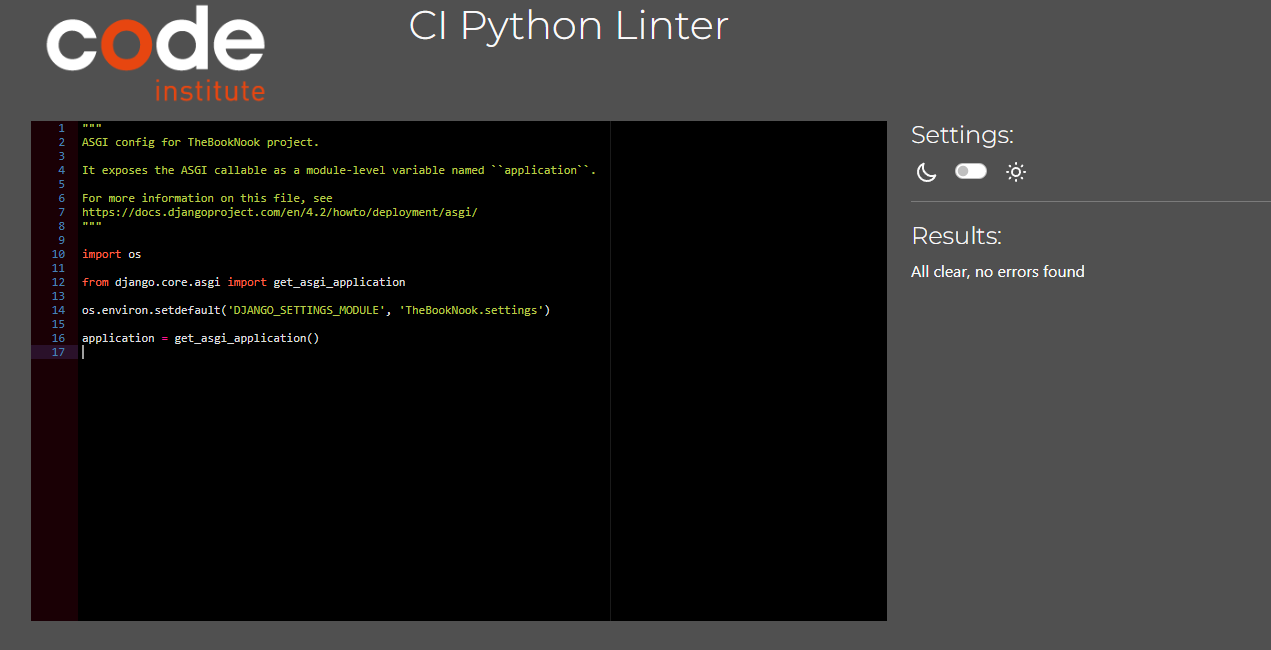 code
institute
CI Python Linter
1 """
2 ASGI config for TheBookNook project.
3
4 It exposes the ASGI callable as a module-level variable named ``application``.
5
6 For more information on this file, see
7 https://docs.djangoproject.com/en/4.2/howto/deployment/asgi/
8 """
9
10 import os
11
12 from django.core.asgi import get_asgi_application
13
14 os.environ.setdefault('DJANGO_SETTINGS_MODULE', 'TheBookNook.settings')
15
16 application = get_asgi_application()
17
Settings:
Results:
All clear, no errors found